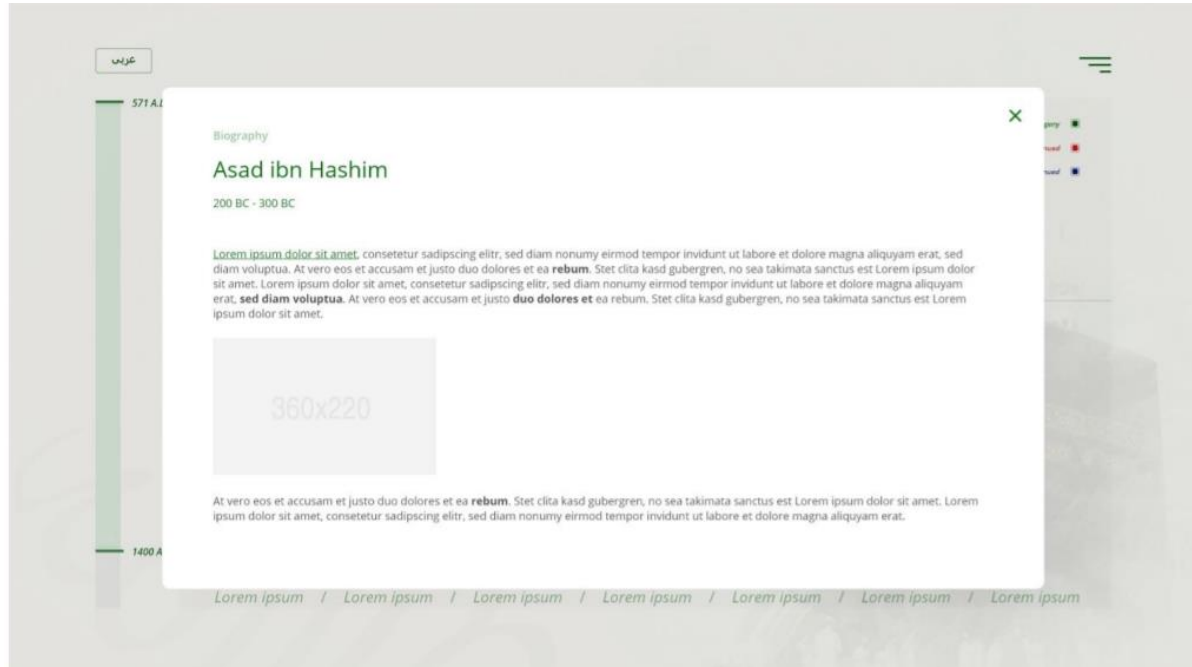 عربي
571 A.D
Biography
Asad ibn Hashim
200 BC - 300 BC
Lorem ipsum dolor sit amet, consetetur sadipscing elitr, sed diam nonumy eirmod tempor invidunt ut labore et dolore magna aliquyam erat, sed
diam voluptua. At vero eos et accusam et justo duo dolores et ea rebum. Stet clita kasd gubergren, no sea takimata sanctus est Lorem ipsum dolor
sit amet. Lorem ipsum dolor sit amet, consetetur sadipscing elitr, sed diam nonumy eirmod tempor invidunt ut labore et dolore magna aliquyam
erat, sed diam voluptua. At vero eos et accusam et justo duo dolores et ea rebum. Stet clita kasd gubergren, no sea takimata sanctus est Lorem
ipsum dolor sit amet.
360x220
At vero eos et accusam et justo duo dolores et ea rebum. Stet clita kasd gubergren, no sea takimata sanctus est Lorem ipsum dolor sit amet. Lorem
ipsum dolor sit amet, consetetur sadipscing elitr, sed diam nonumy eirmod tempor invidunt ut labore et dolore magna aliquyam erat.
1400 A
Lorem ipsum / Lorem ipsum / Lorem ipsum / Lorem ipsum / Lorem ipsum / Lorem ipsum / Lorem ipsum